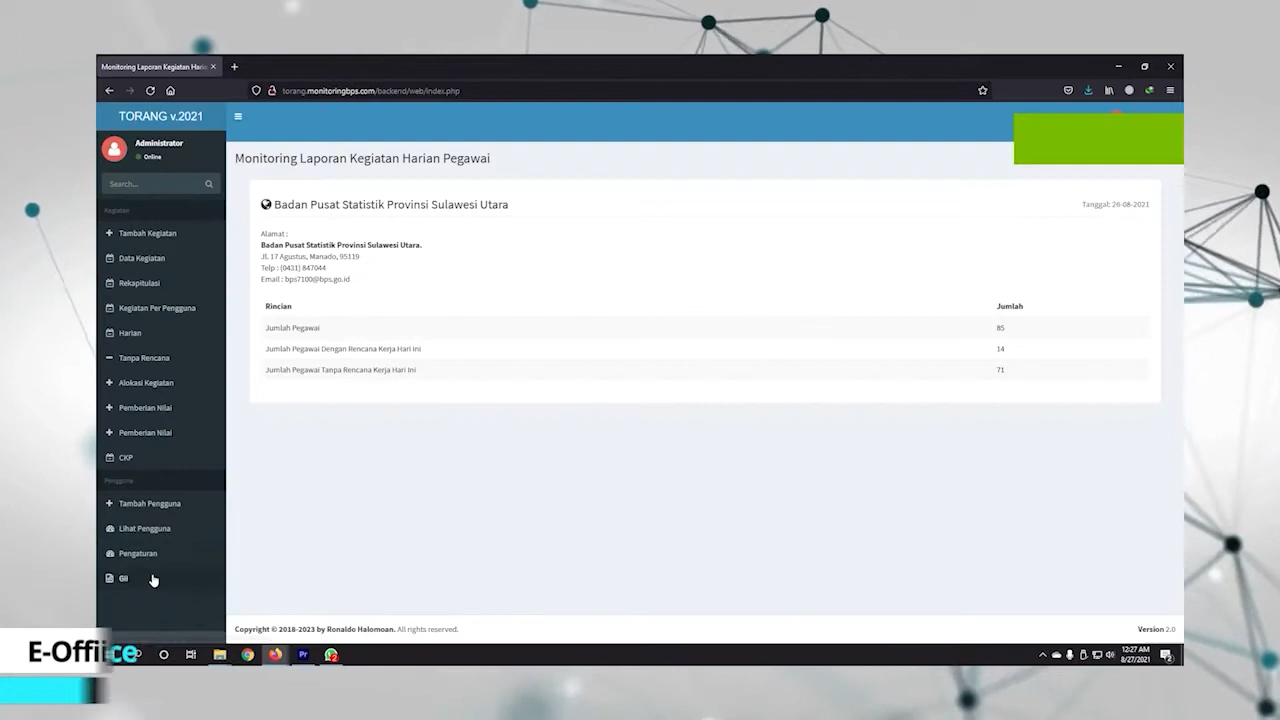 Monitoring Laporan Kegiatan Hari
torang.monitoringbps.com/backend/web/index.php
TORANG v.2021
Administrator
Online
Search...
Kegiatan
Tambah Kegiatan
Data Kegiatan
Rekapitulasi
Kegiatan Per Pengguna
Harian
Tanpa Rencana
Alokasi Kegiatan
Pemberian Nilai
Pemberian Nilai
CKP
Pengguna
Tambah Pengguna
Lihat Pengguna
Pengaturan
Gii
Monitoring Laporan Kegiatan Harian Pegawai
Badan Pusat Statistik Provinsi Sulawesi Utara
Tanggal: 26-08-2021
Alamat :
Badan Pusat Statistik Provinsi Sulawesi Utara.
Jl. 17 Agustus, Manado, 95119
Telp : (0431) 847044
Email : bps7100@bps.go.id
Rincian Jumlah
Jumlah Pegawai 85
Jumlah Pegawai Dengan Rencana Kerja Hari Ini 14
Jumlah Pegawai Tanpa Rencana Kerja Hari Ini 71
Copyright © 2018-2023 by Ronaldo Halomoan. All rights reserved.
Version 2.0
E-Office
Pr
2
12:27 AM
8/27/2021
2